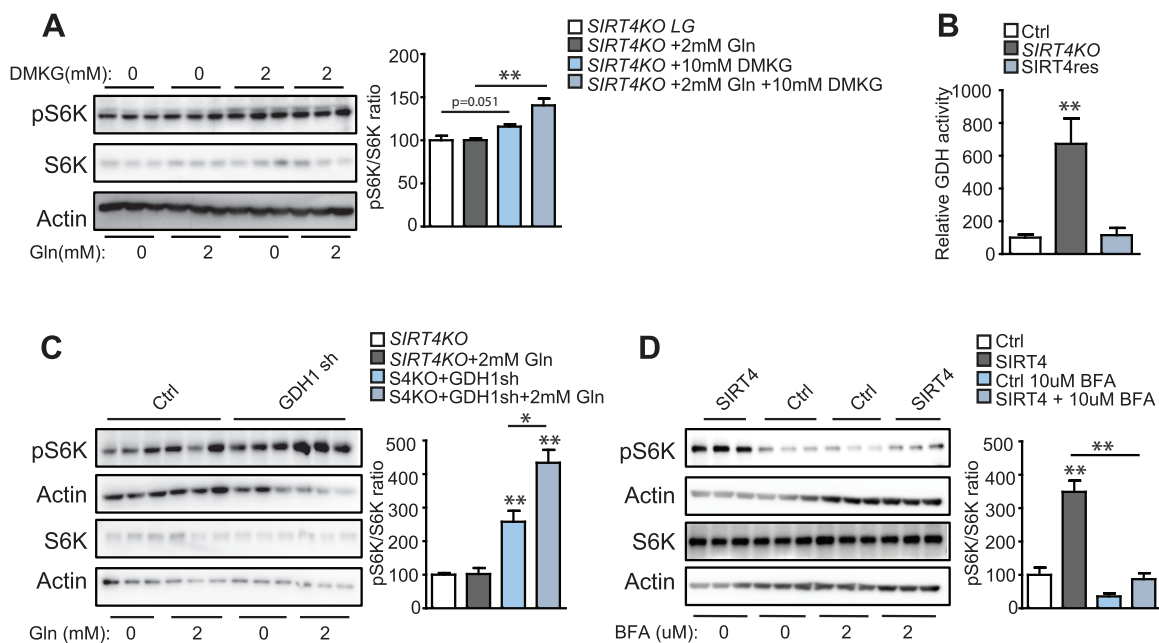 A
DMKG(mM): 0 0 2 2
pS6K
S6K
Actin
Gln(mM): 0 2 0 2
SIRT4KO LG
SIRT4KO +2mM Gln
SIRT4KO +10mM DMKG
SIRT4KO +2mM Gln +10mM DMKG
pS6K/S6K ratio
200
150
100
50
0
p=0.051
**
B
Ctrl
SIRT4KO
SIRT4res
Relative GDH activity
1000
800
600
400
200
0
**
C
Ctrl GDH1 sh
pS6K
Actin
S6K
Actin
Gln (mM): 0 2 0 2
SIRT4KO
SIRT4KO+2mM Gln
S4KO+GDH1sh
S4KO+GDH1sh+2mM Gln
pS6K/S6K ratio
500
400
300
200
100
0
*
**
**
D
SIRT4 Ctrl Ctrl SIRT4
pS6K
Actin
S6K
Actin
BFA (uM): 0 0 2 2
Ctrl
SIRT4
Ctrl 10uM BFA
SIRT4 + 10uM BFA
pS6K/S6K ratio
500
400
300
200
100
0
**
**